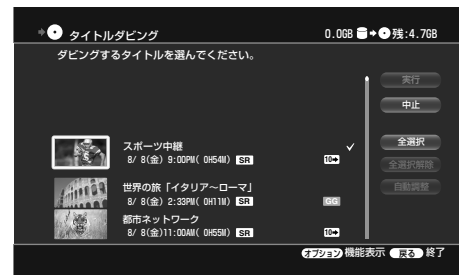 タイトルダビング
0.0GB 残:4.7GB
ダビングするタイトルを選んでください。
実行
中止
全選択
全選択解除
自動調整
スポーツ中継
8/ 8(金) 9:00PM( 0H54M) SR 10
世界の旅「イタリア〜ローマ」
8/ 8(金) 2:33PM( 0H11M) SR GG
都市ネットワーク
8/ 8(金)11:00AM( 0H55M) SR 10
オプション 機能表示 戻る 終了